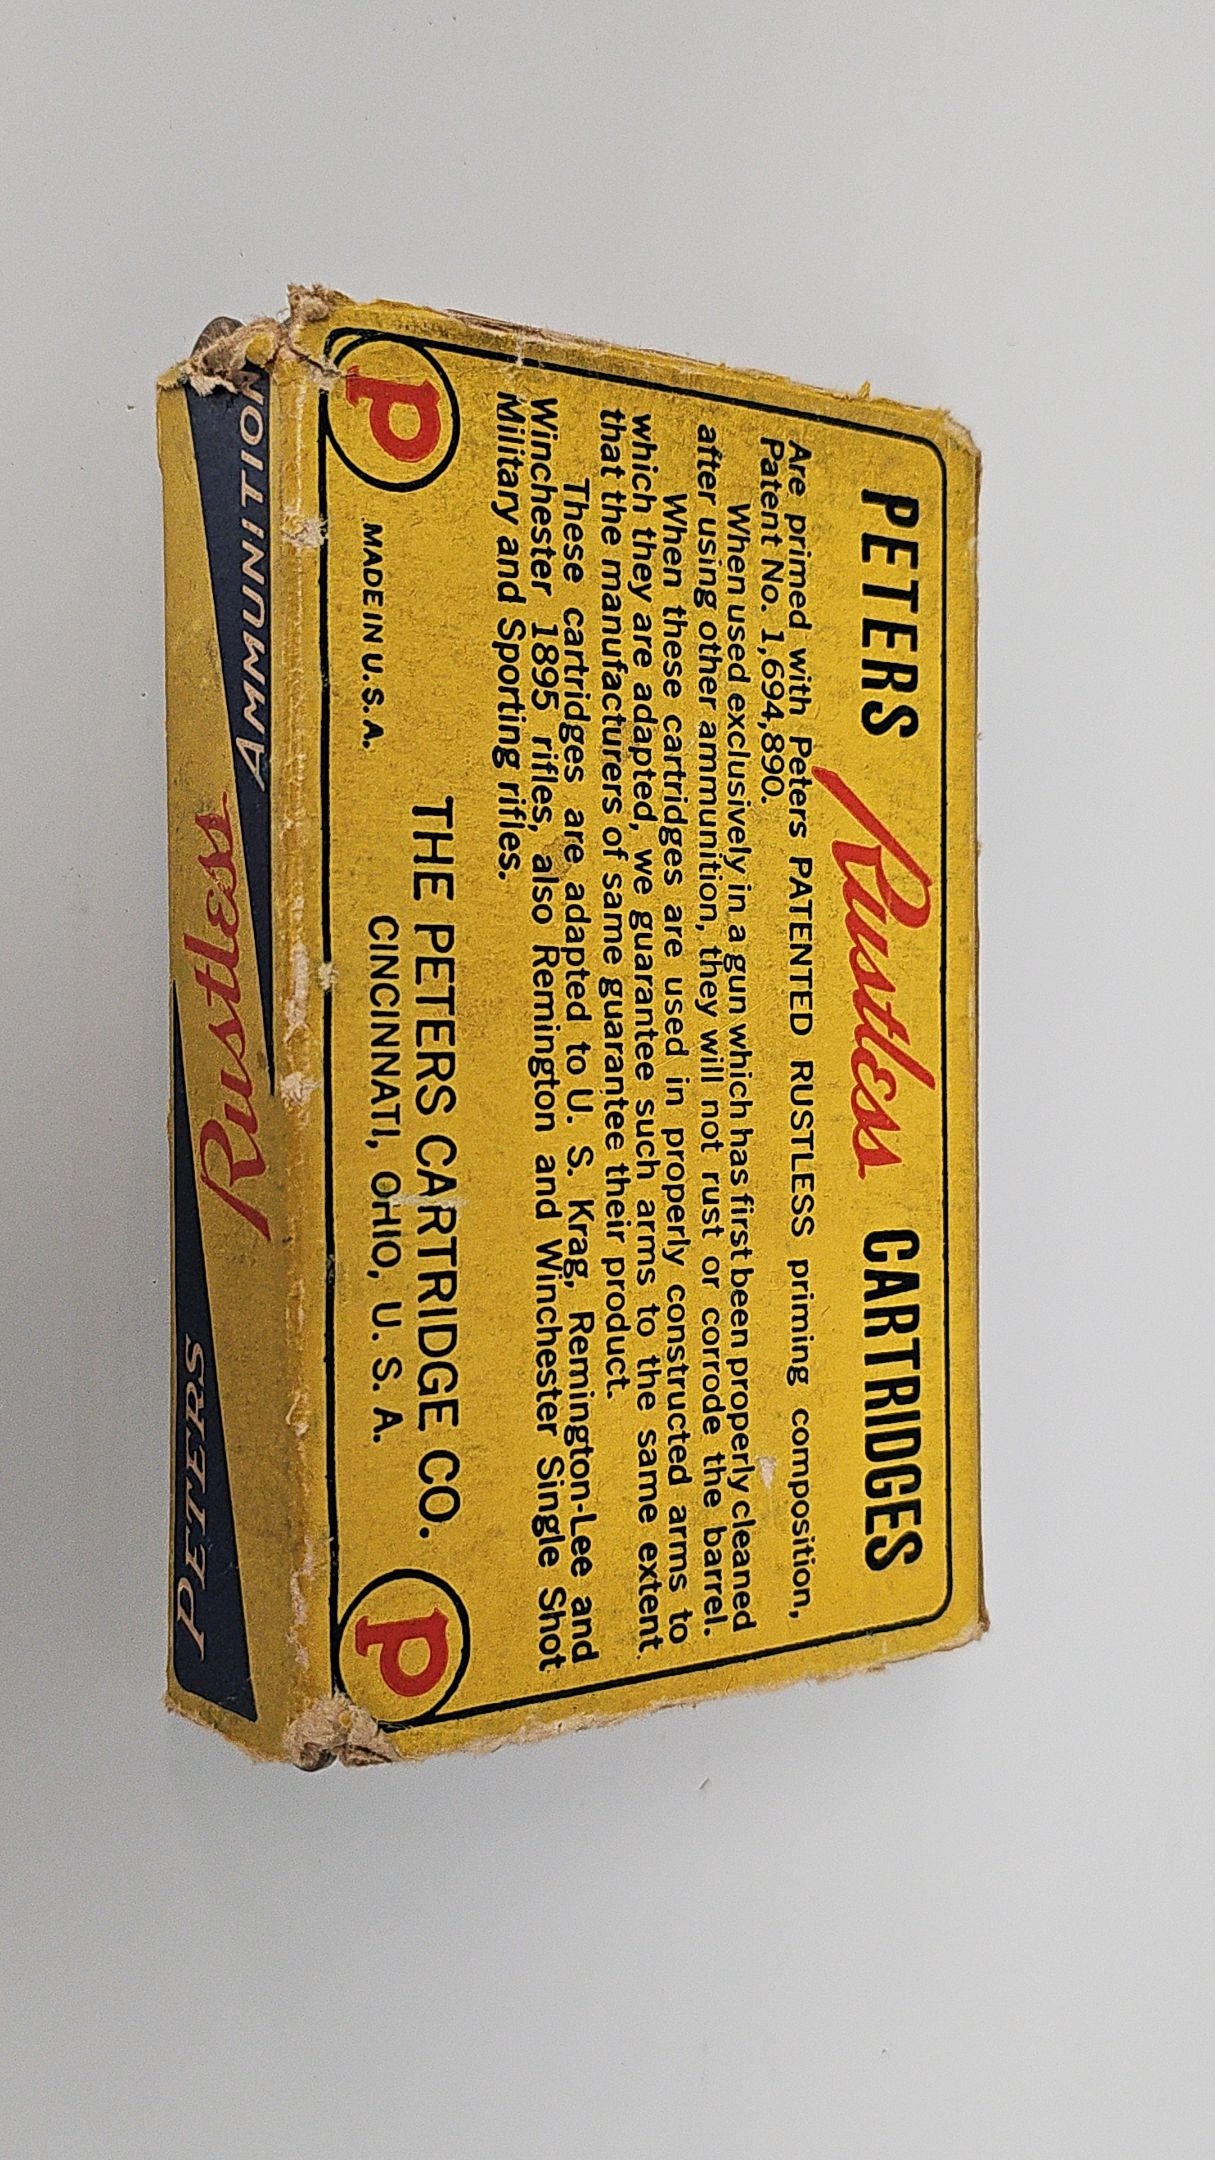 PETERS Rustless CARTRIDGES
Are primed with Peters PATENTED RUSTLESS priming composition,
Patent No. 1,694,890.
When used exclusively in a gun which has first been properly cleaned
after using other ammunition, they will not rust or corrode the barrel.
When these cartridges are used in properly constructed arms to
which they are adapted, we guarantee such arms to the same extent
that the manufacturers of same guarantee their product.
These cartridges are adapted to U. S. Krag, Remington-Lee and
Winchester 1895 rifles, also Remington and Winchester Single Shot
Military and Sporting rifles.
THE PETERS CARTRIDGE CO.
CINCINNATI, OHIO, U. S. A.
MADE IN U. S. A.
P
P
PETERS Rustless AMMUNITION